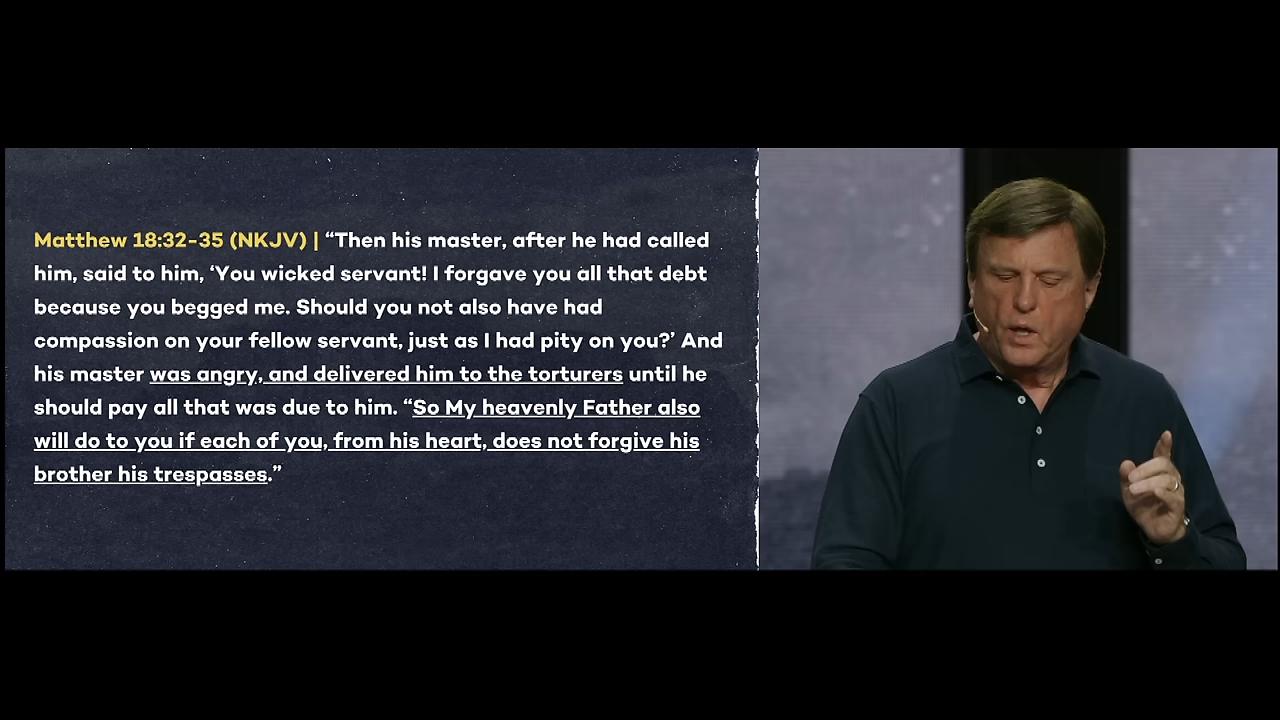 Matthew 18:32-35 (NKJV) | “Then his master, after he had called
him, said to him, ‘You wicked servant! I forgave you all that debt
because you begged me. Should you not also have had
compassion on your fellow servant, just as I had pity on you?’ And
his master was angry, and delivered him to the torturers until he
should pay all that was due to him. “So My heavenly Father also
will do to you if each of you, from his heart, does not forgive his
brother his trespasses.”